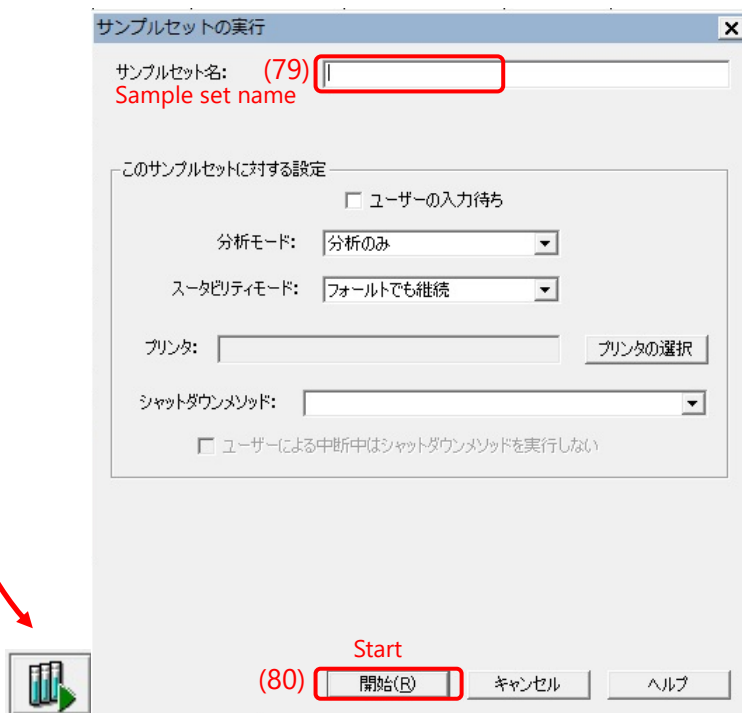 サンプルセットの実行
サンプルセット名: (79)
Sample set name
このサンプルセットに対する設定
ユーザーの入力待ち
分析モード: 分析のみ
スータビリティモード: フォールトでも継続
プリンタ: プリンタの選択
シャットダウンメソッド:
ユーザーによる中断中はシャットダウンメソッドを実行しない
Start
(80) 開始(R) キャンセル ヘルプ